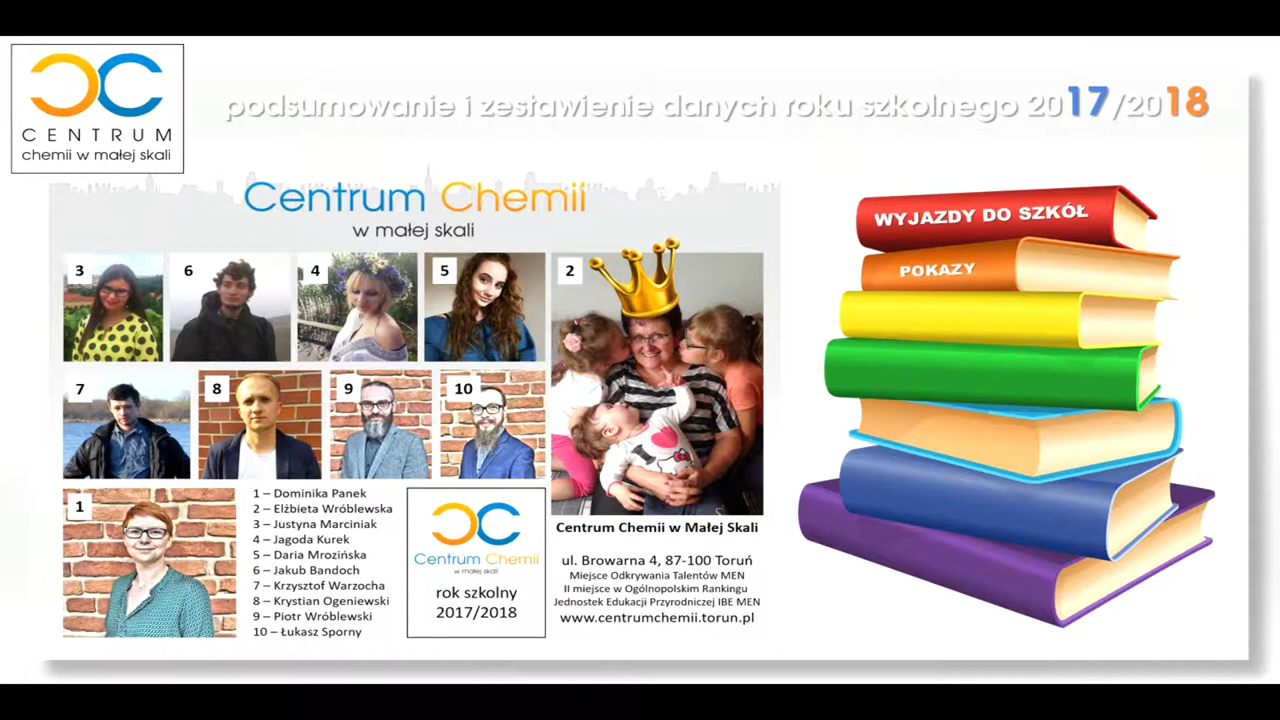 CENTRUM
chemii w małej skali
podsumowanie i zestawienie danych roku szkolnego 2017/2018
Centrum Chemii
w małej skali
3
6
4
5
2
7
8
9
10
1
1 – Dominika Panek
2 – Elżbieta Wróblewska
3 – Justyna Marciniak
4 – Jagoda Kurek
5 – Daria Mrozińska
6 – Jakub Bandoch
7 – Krzysztof Warzocha
8 – Krystian Ogeniewski
9 – Piotr Wróblewski
10 – Łukasz Sporny
Centrum Chemii
w małej skali
rok szkolny
2017/2018
Centrum Chemii w Małej Skali
ul. Browarna 4, 87-100 Toruń
Miejsce Odkrywania Talentów MEN
II miejsce w Ogólnopolskim Rankingu
Jednostek Edukacji Przyrodniczej IBE MEN
www.centrumchemii.torun.pl
WYJAZDY DO SZKÓŁ
POKAZY